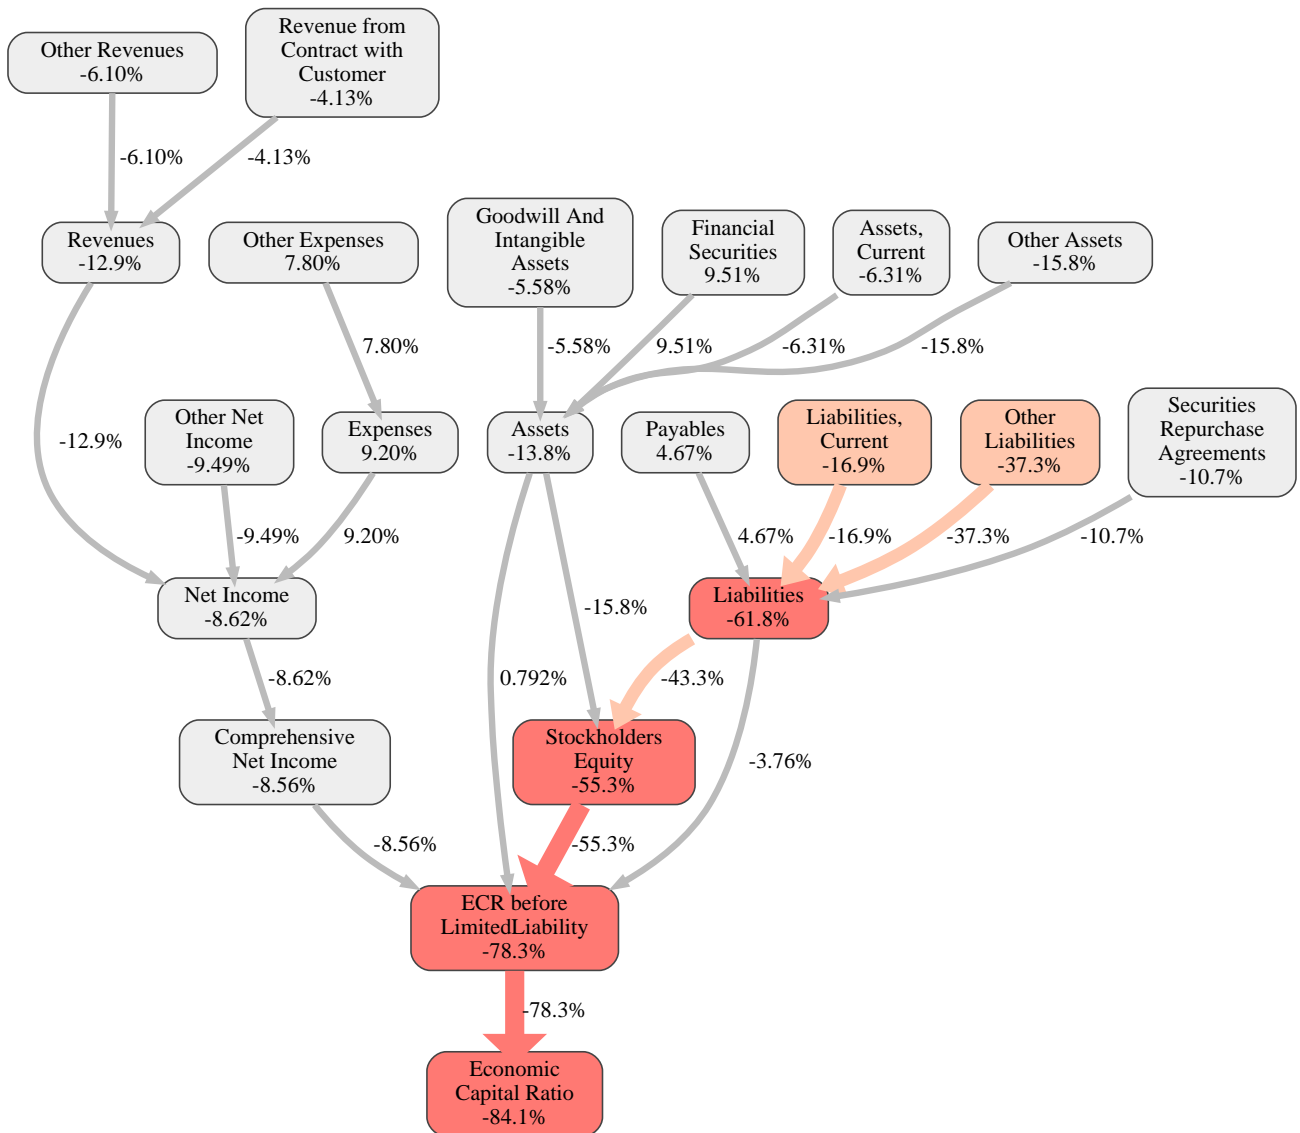 Other Revenues
-6.10%
Revenue from
Contract with
Customer
-4.13%
-6.10%
-4.13%
Revenues
-12.9%
Other Expenses
7.80%
Goodwill And
Intangible
Assets
-5.58%
Financial
Securities
9.51%
Assets,
Current
-6.31%
Other Assets
-15.8%
7.80%
-5.58%
9.51%
-6.31%
-15.8%
-12.9%
Other Net
Income
-9.49%
Expenses
9.20%
Assets
-13.8%
Payables
4.67%
Liabilities,
Current
-16.9%
Other
Liabilities
-37.3%
Securities
Repurchase
Agreements
-10.7%
-9.49%
9.20%
4.67%
-16.9%
-37.3%
-10.7%
Net Income
-8.62%
-15.8%
Liabilities
-61.8%
-8.62%
0.792%
-43.3%
Comprehensive
Net Income
-8.56%
Stockholders
Equity
-55.3%
-3.76%
-8.56%
-55.3%
ECR before
LimitedLiability
-78.3%
-78.3%
Economic
Capital Ratio
-84.1%